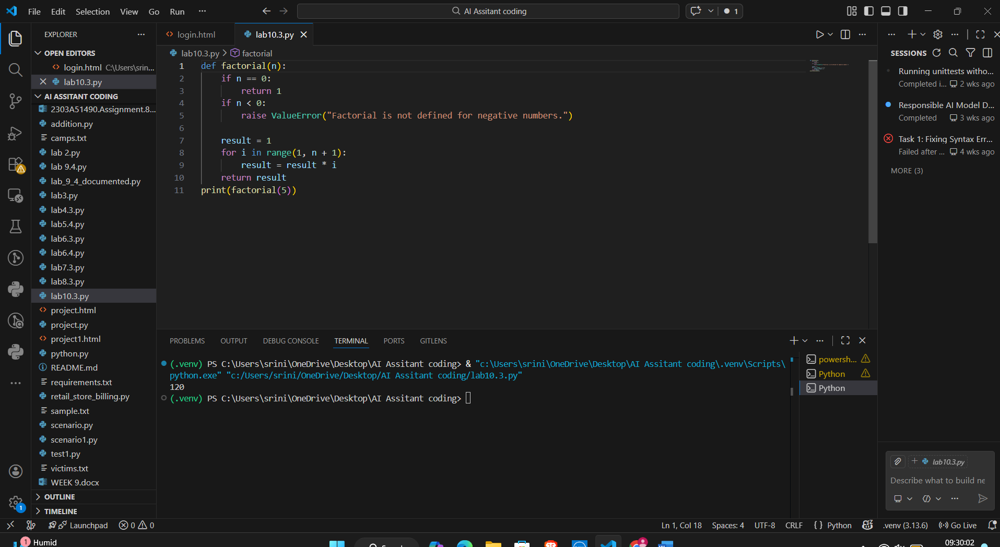 File Edit Selection View Go Run ···
AI Assitant coding
1
EXPLORER
OPEN EDITORS
login.html C:\Users\srin...
lab10.3.py
AI ASSITANT CODING
2303A51490.Assignment.8...
addition.py
camps.txt
lab 2.py
lab 9.4.py
lab_9_4_documented.py
lab3.py
lab4.3.py
lab5.4.py
lab6.3.py
lab6.4.py
lab7.3.py
lab8.3.py
lab10.3.py
project.html
project.py
project1.html
python.py
README.md
requirements.txt
retail_store_billing.py
sample.txt
scenario.py
scenario1.py
test1.py
victims.txt
WEEK 9.docx
OUTLINE
TIMELINE
1
login.html
lab10.3.py
lab10.3.py > factorial
1 def factorial(n):
2 if n == 0:
3 return 1
4 if n < 0:
5 raise ValueError("Factorial is not defined for negative numbers.")
6
7 result = 1
8 for i in range(1, n + 1):
9 result = result * i
10 return result
11 print(factorial(5))
PROBLEMS OUTPUT DEBUG CONSOLE TERMINAL PORTS GITLENS
(.venv) PS C:\Users\srini\OneDrive\Desktop\AI Assitant coding> & "c:\Users\srini\OneDrive\Desktop\AI Assitant coding\.venv\Scripts\
python.exe" "c:/Users/srini/OneDrive/Desktop/AI Assitant coding/lab10.3.py"
120
(.venv) PS C:\Users\srini\OneDrive\Desktop\AI Assitant coding>
powersh...
Python
Python
SESSIONS
Running unittests witho...
Completed i... 2 wks ago
Responsible AI Model D...
Completed 3 wks ago
Task 1: Fixing Syntax Err...
Failed after ... 4 wks ago
MORE (3)
lab10.3.py
Describe what to build ne
Launchpad 0 0
Ln 1, Col 18 Spaces: 4 UTF-8 CRLF {} Python .venv (3.13.6) Go Live
1
Humid
09:30:02